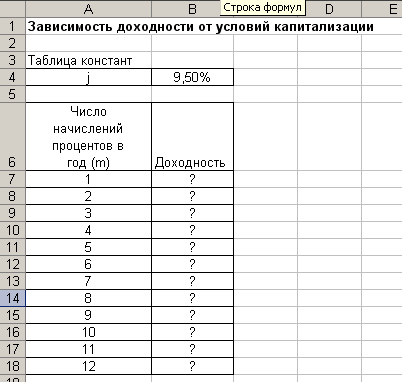 Строка формул
A B C D E
1 Зависимость доходности от условий капитализации
2
3 Таблица констант
4 j 9,50%
5
Число
начислений
процентов в
6 год (m) Доходность
7 1 ?
8 2 ?
9 3 ?
10 4 ?
11 5 ?
12 6 ?
13 7 ?
14 8 ?
15 9 ?
16 10 ?
17 11 ?
18 12 ?